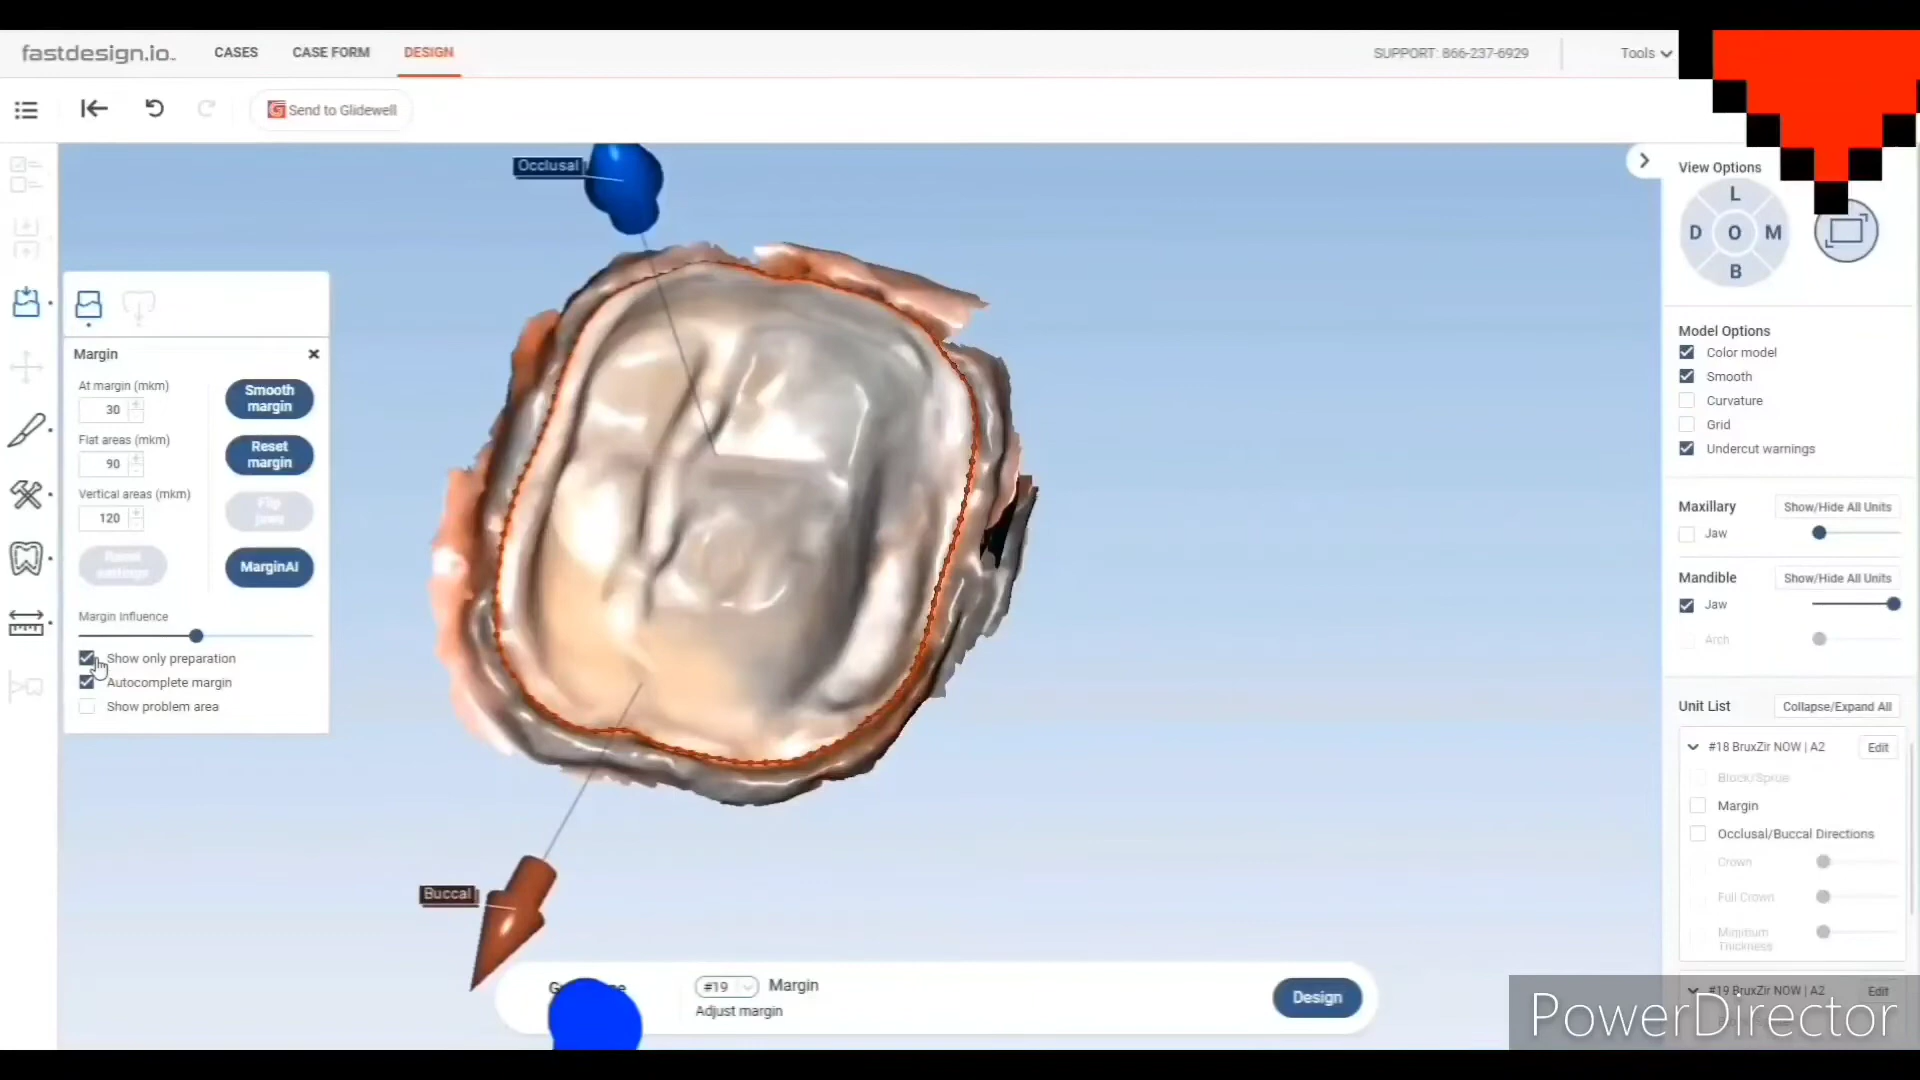 fastdesign.io
CASES
CASE FORM
DESIGN
SUPPORT: 866-237-6929
Tools
Send to Glidewell
Occlusal
View Options
L
D
O
M
B
Margin
At margin (mkm)
30
Smooth
margin
Flat areas (mkm)
90
Reset
margin
Vertical areas (mkm)
120
Flip
jaws
Reset
settings
MarginAI
Margin Influence
Show only preparation
Autocomplete margin
Show problem area
Model Options
Color model
Smooth
Curvature
Grid
Undercut warnings
Maxillary
Show/Hide All Units
Jaw
Mandible
Show/Hide All Units
Jaw
Arch
Unit List
Collapse/Expand All
#18 BruxZir NOW | A2
Edit
Block/Sprue
Margin
Occlusal/Buccal Directions
Crown
Full Crown
Minimum
Thickness
#19 BruxZir NOW | A2
Edit
Buccal
#19
Margin
Adjust margin
Design
PowerDirector